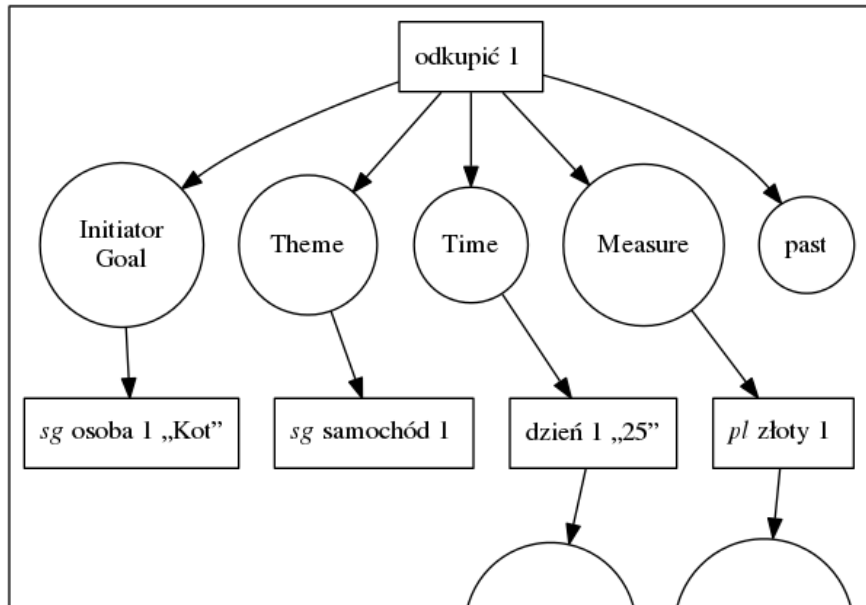 odkupić 1
Initiator
Goal
Theme
Time
Measure
past
sg osoba 1 „Kot”
sg samochód 1
dzień 1 „25”
pl złoty 1